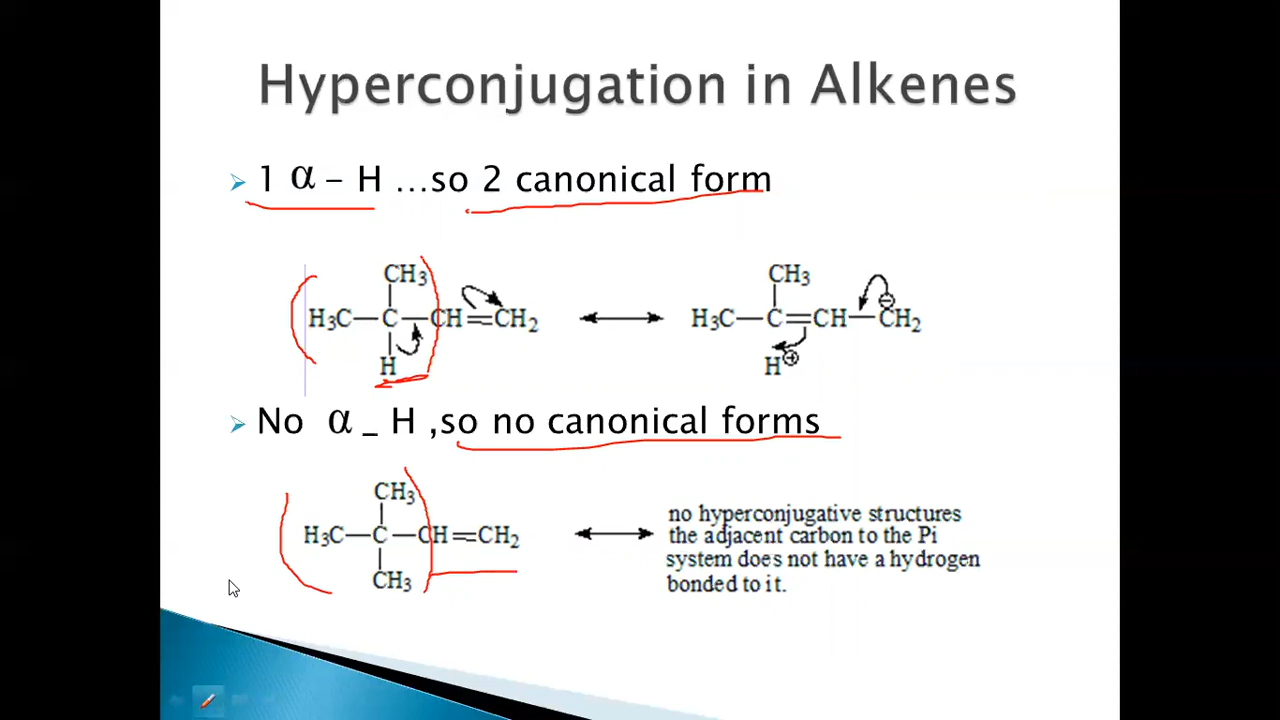 Hyperconjugation in Alkenes
1 α – H ...so 2 canonical form
CH3 CH3
H3C—C—CH=CH2 H3C—C=CH—CH2
H H
No α _ H ,so no canonical forms
CH3
H3C—C—CH=CH2
CH3
no hyperconjugative structures
the adjacent carbon to the Pi
system does not have a hydrogen
bonded to it.